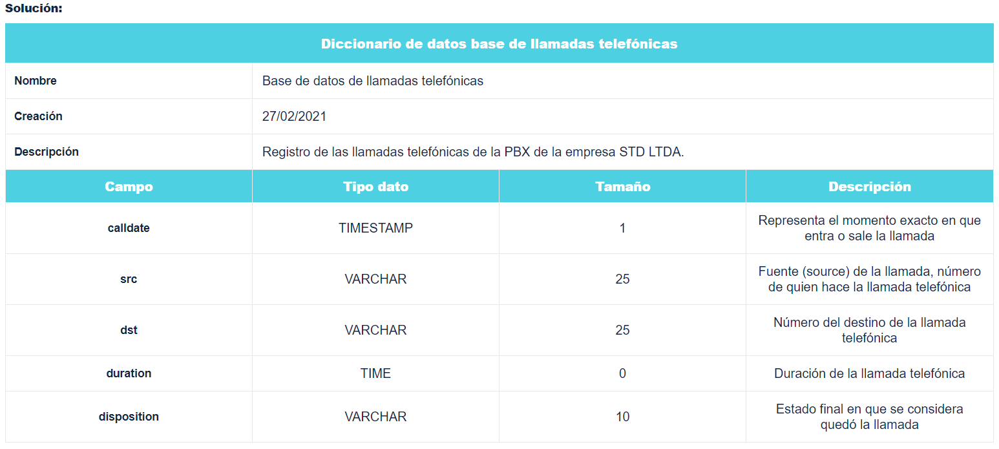 Solución:
Diccionario de datos base de llamadas telefónicas
Nombre
Base de datos de llamadas telefónicas
Creación
27/02/2021
Descripción
Registro de las llamadas telefónicas de la PBX de la empresa STD LTDA.
Campo
Tipo dato
Tamaño
Descripción
calldate
TIMESTAMP
1
Representa el momento exacto en que
entra o sale la llamada
src
VARCHAR
25
Fuente (source) de la llamada, número
de quien hace la llamada telefónica
dst
VARCHAR
25
Número del destino de la llamada
telefónica
duration
TIME
0
Duración de la llamada telefónica
disposition
VARCHAR
10
Estado final en que se considera
quedó la llamada